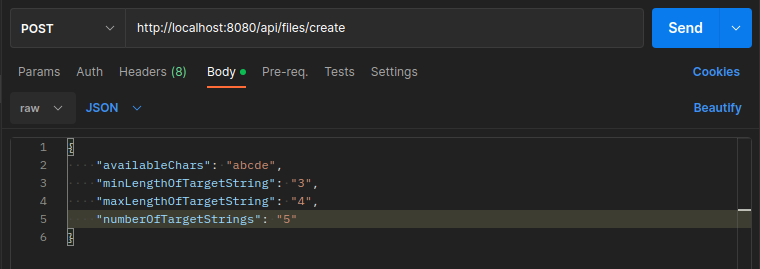 POST http://localhost:8080/api/files/create Send
Params Auth Headers (8) Body Pre-req. Tests Settings Cookies
raw JSON Beautify
1 {
2 "availableChars": "abcde",
3 "minLengthOfTargetString": "3",
4 "maxLengthOfTargetString": "4",
5 "numberOfTargetStrings": "5"
6 }